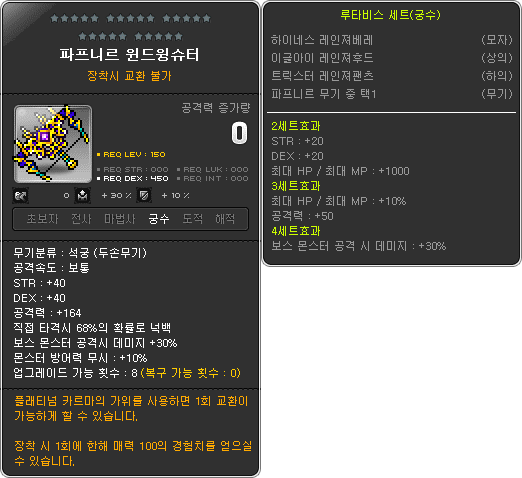 파프니르 윈드윙슈터
장착시 교환 불가
공격력 증가량
0
REQ LEV : 150
REQ STR : 000
REQ LUK : 000
REQ DEX : 450
REQ INT : 000
0
+ 30 %
+ 10 %
초보자 전사 마법사 궁수 도적 해적
무기분류 : 석궁 (두손무기)
공격속도 : 보통
STR : +40
DEX : +40
공격력 : +164
직접 타격시 68%의 확률로 넉백
보스 몬스터 공격시 데미지 +30%
몬스터 방어력 무시 : +10%
업그레이드 가능 횟수 : 8 (복구 가능 횟수 : 0)
플래티넘 카르마의 가위를 사용하면 1회 교환이
가능하게 할 수 있습니다.
장착 시 1회에 한해 매력 100의 경험치를 얻으실
수 있습니다.
루타비스 세트(궁수)
하이네스 레인져베레 (모자)
이글아이 레인져후드 (상의)
트릭스터 레인져팬츠 (하의)
파프니르 무기 중 택1 (무기)
2세트효과
STR : +20
DEX : +20
최대 HP / 최대 MP : +1000
3세트효과
최대 HP / 최대 MP : +10%
공격력 : +50
4세트효과
보스 몬스터 공격 시 데미지 : +30%